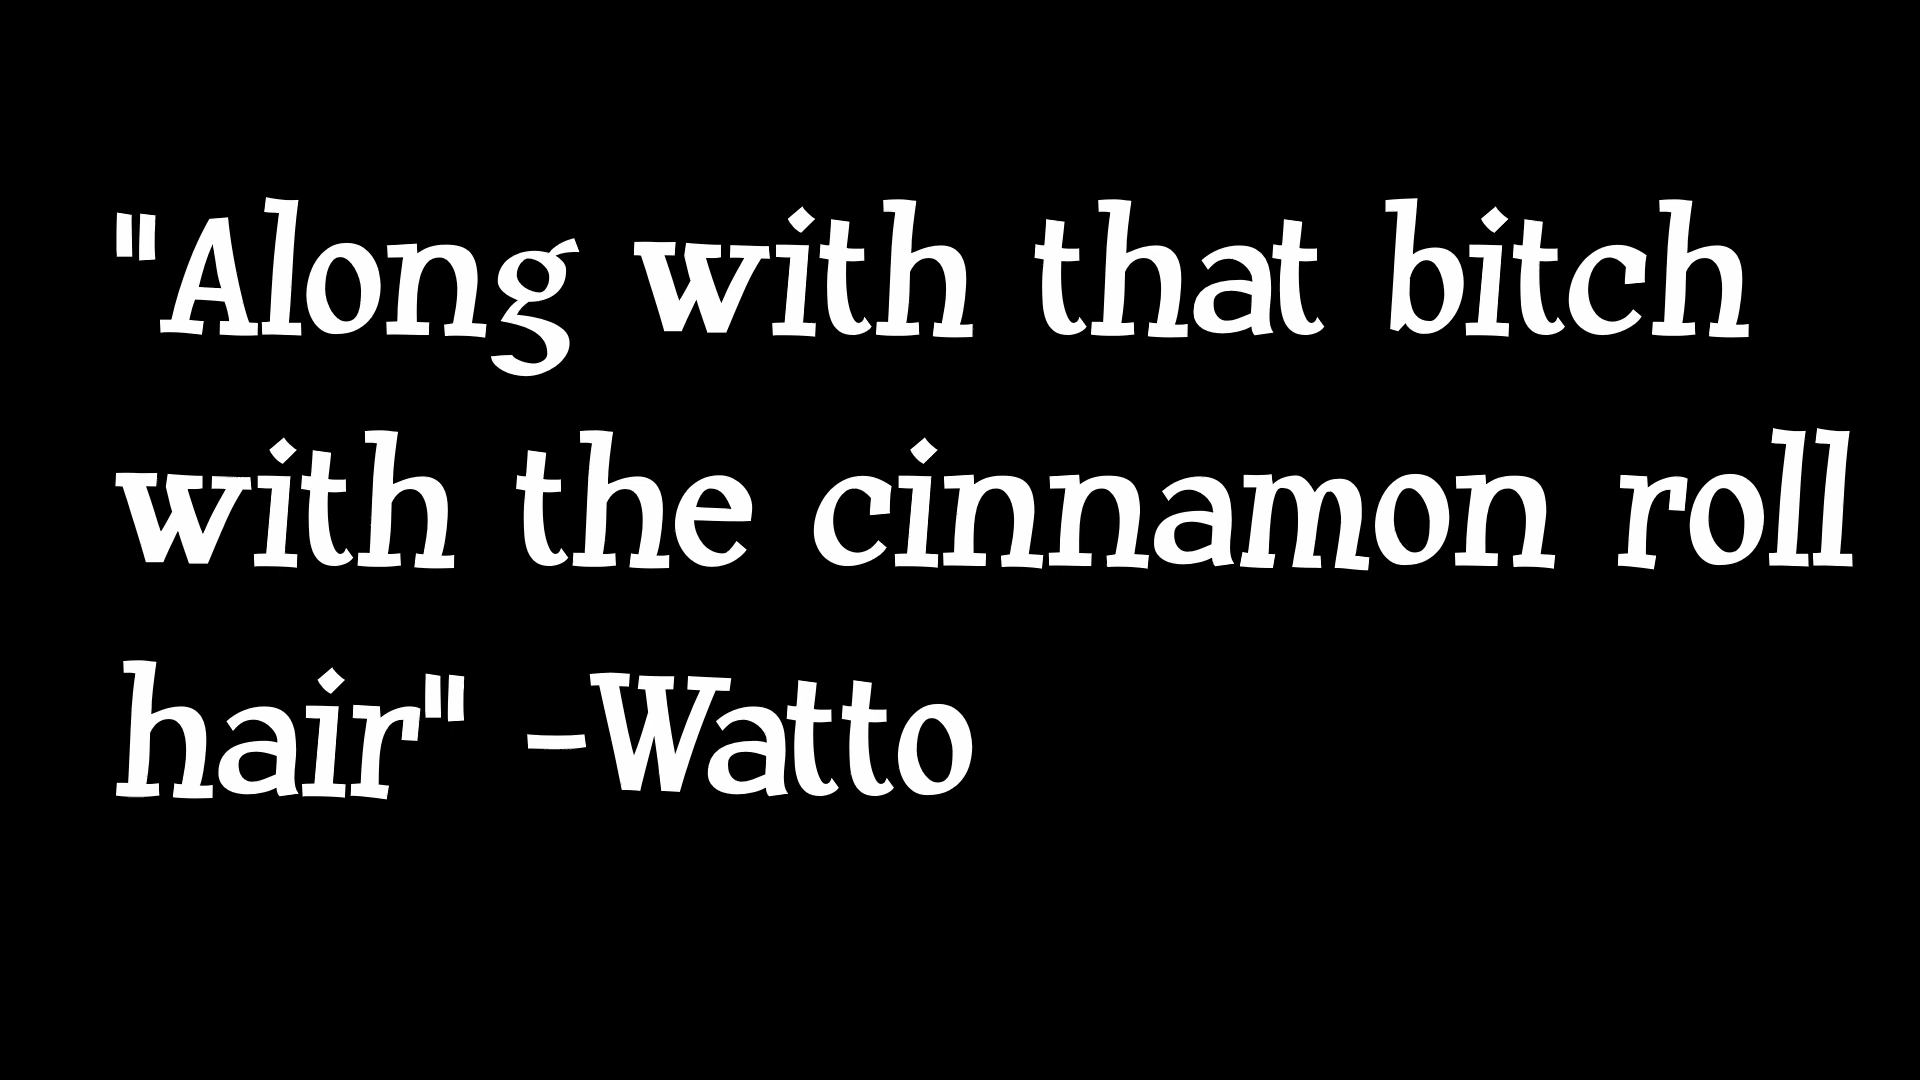 "Along with that bitch
with the cinnamon roll
hair" -Watto